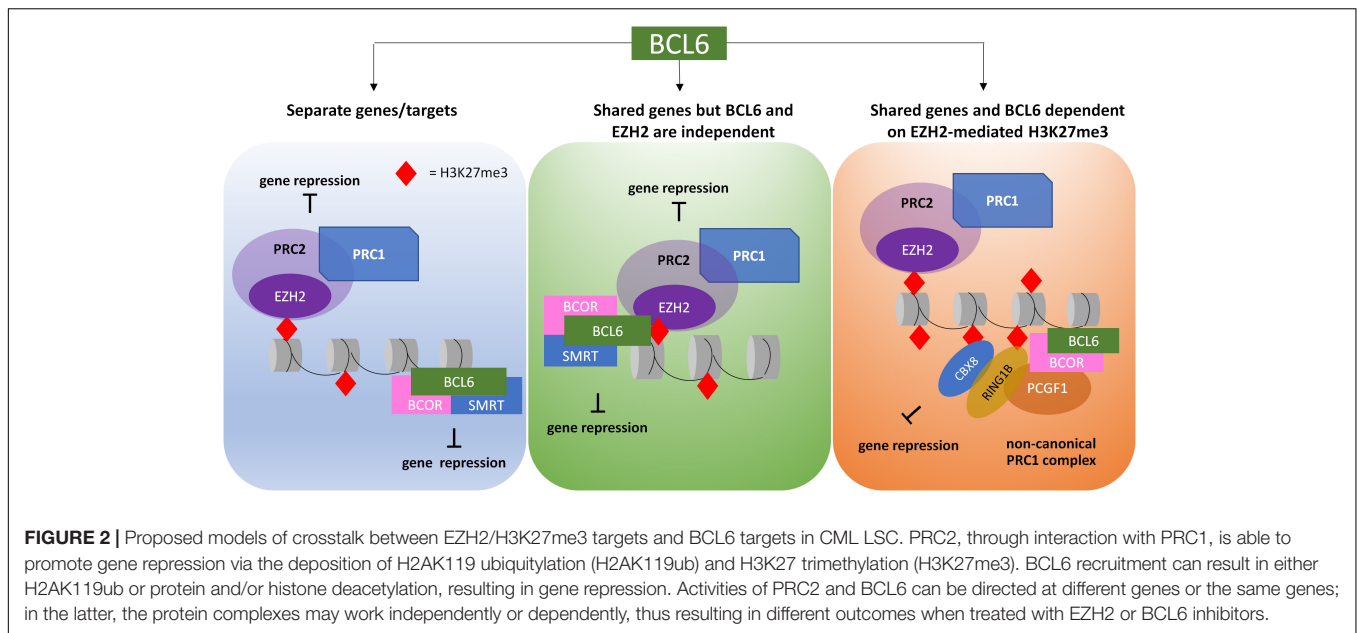 BCL6
Separate genes/targets
Shared genes but BCL6 and
EZH2 are independent
Shared genes and BCL6 dependent
on EZH2-mediated H3K27me3
= H3K27me3
gene repression
PRC2
PRC1
EZH2
BCL6
BCOR
SMRT
gene repression
gene repression
PRC2
PRC1
EZH2
BCOR
BCL6
SMRT
gene repression
PRC2
PRC1
EZH2
BCL6
BCOR
CBX8
RING1B
PCGF1
gene repression
non-canonical
PRC1 complex
FIGURE 2 | Proposed models of crosstalk between EZH2/H3K27me3 targets and BCL6 targets in CML LSC. PRC2, through interaction with PRC1, is able to
promote gene repression via the deposition of H2AK119 ubiquitylation (H2AK119ub) and H3K27 trimethylation (H3K27me3). BCL6 recruitment can result in either
H2AK119ub or protein and/or histone deacetylation, resulting in gene repression. Activities of PRC2 and BCL6 can be directed at different genes or the same genes;
in the latter, the protein complexes may work independently or dependently, thus resulting in different outcomes when treated with EZH2 or BCL6 inhibitors.